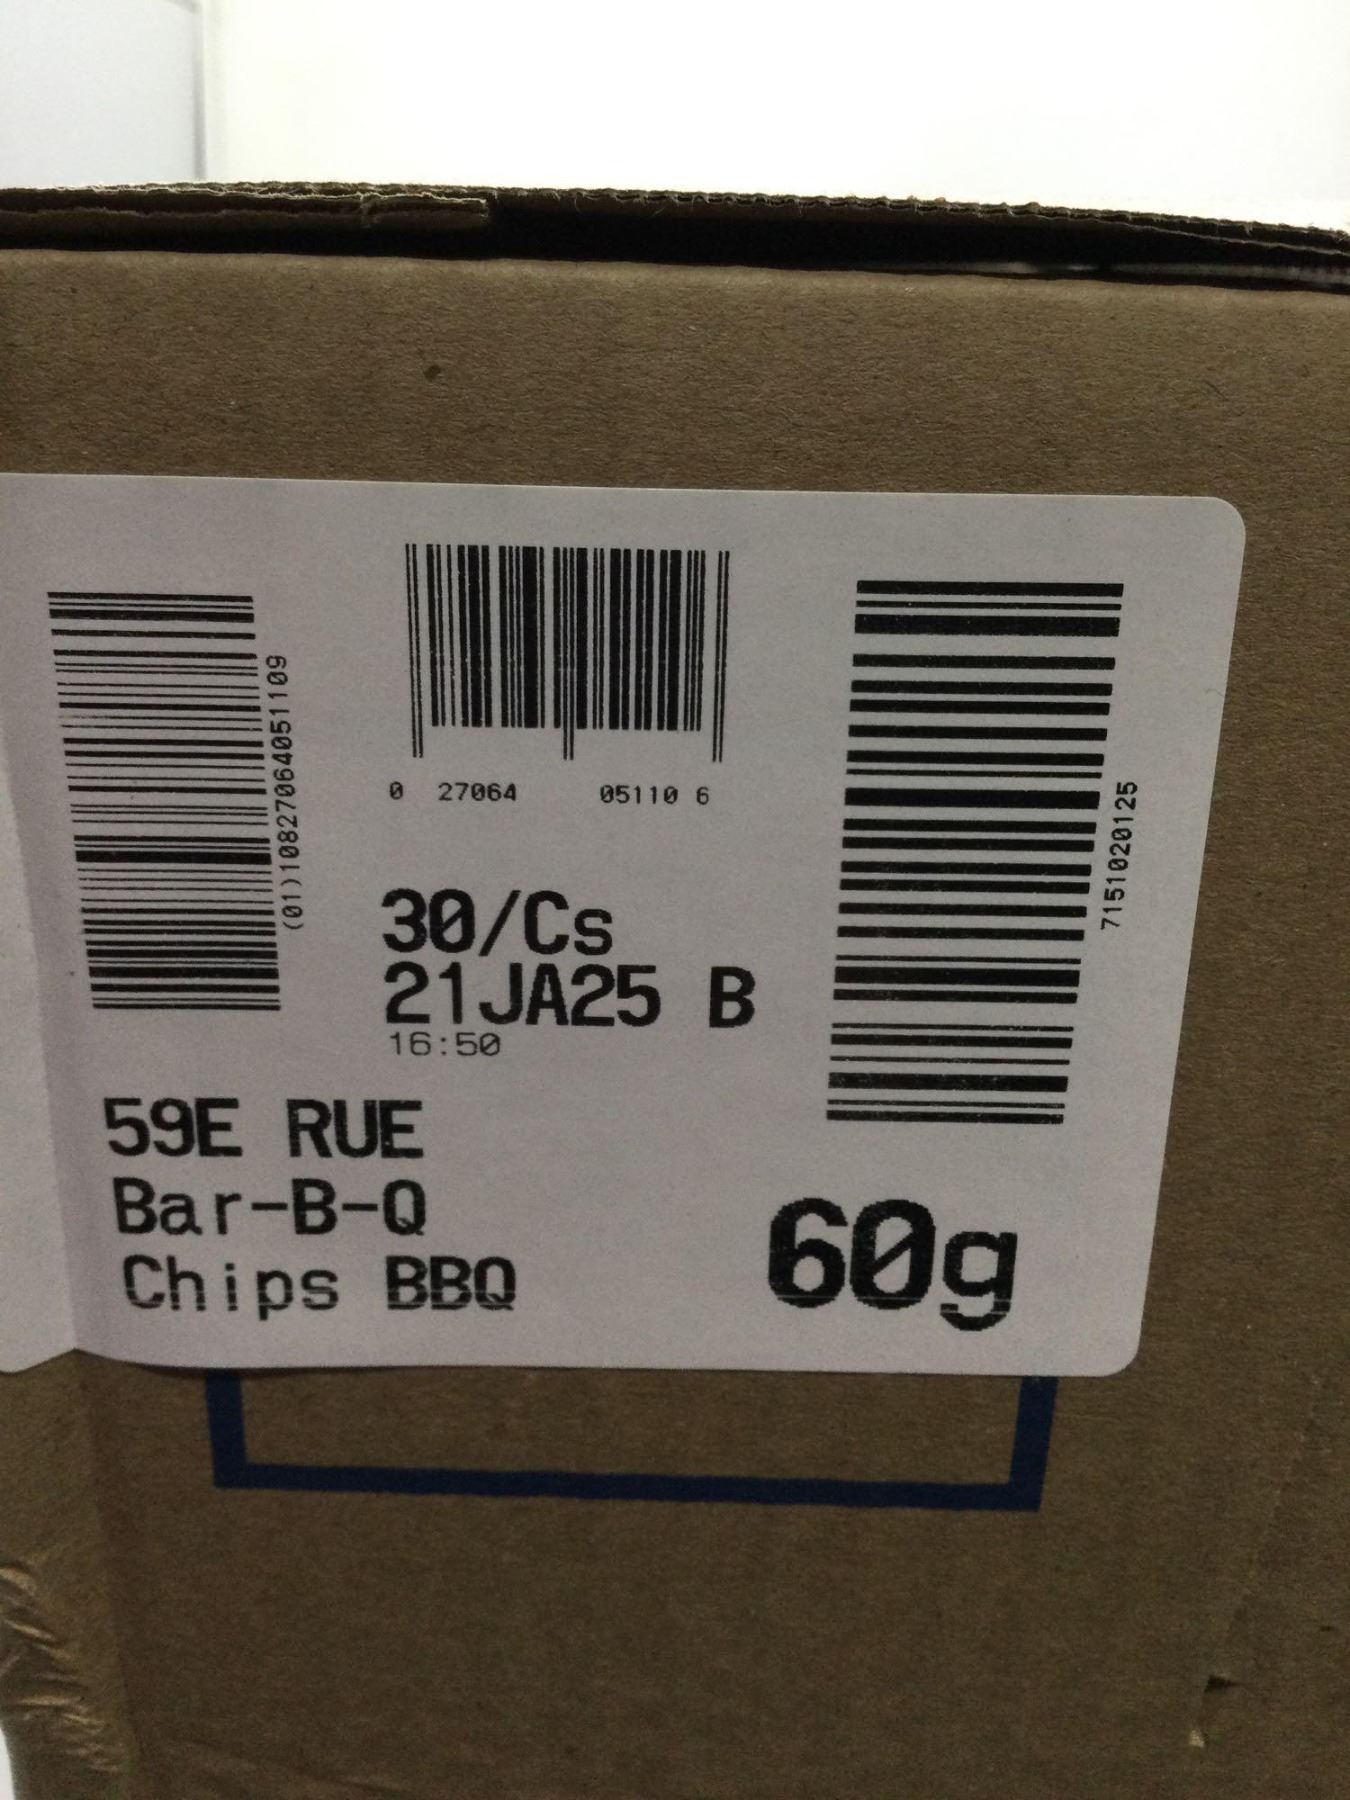 (01)10827064051109
0 27064 05110 6
7151020125
30/Cs
21JA25 B
16:50
59E RUE
Bar-B-Q
Chips BBQ
60g